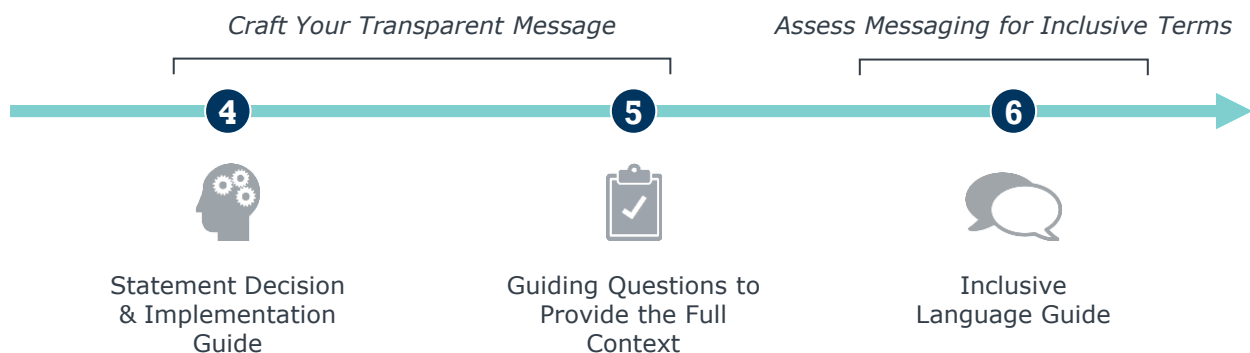 Craft Your Transparent Message
Assess Messaging for Inclusive Terms
4
5
6
Statement Decision
& Implementation
Guide
Guiding Questions to
Provide the Full
Context
Inclusive
Language Guide